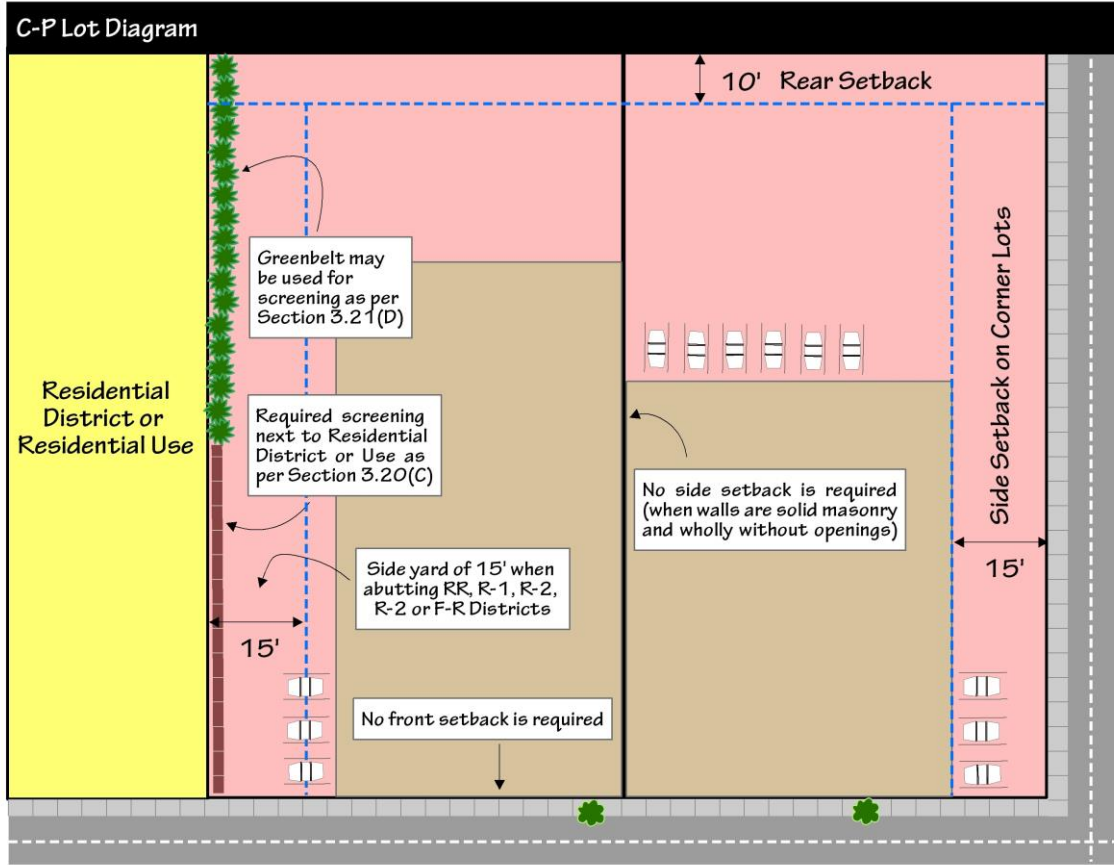 C-P Lot Diagram
10' Rear Setback
Greenbelt may
be used for
screening as per
Section 3.21(D)
Residential
District or
Residential Use
Required screening
next to Residential
District or Use as
per Section 3.20(C)
Side Setback on Corner Lots
No side setback is required
(when walls are solid masonry
and wholly without openings)
15'
Side yard of 15' when
abutting RR, R-1, R-2,
R-2 or F-R Districts
15'
No front setback is required